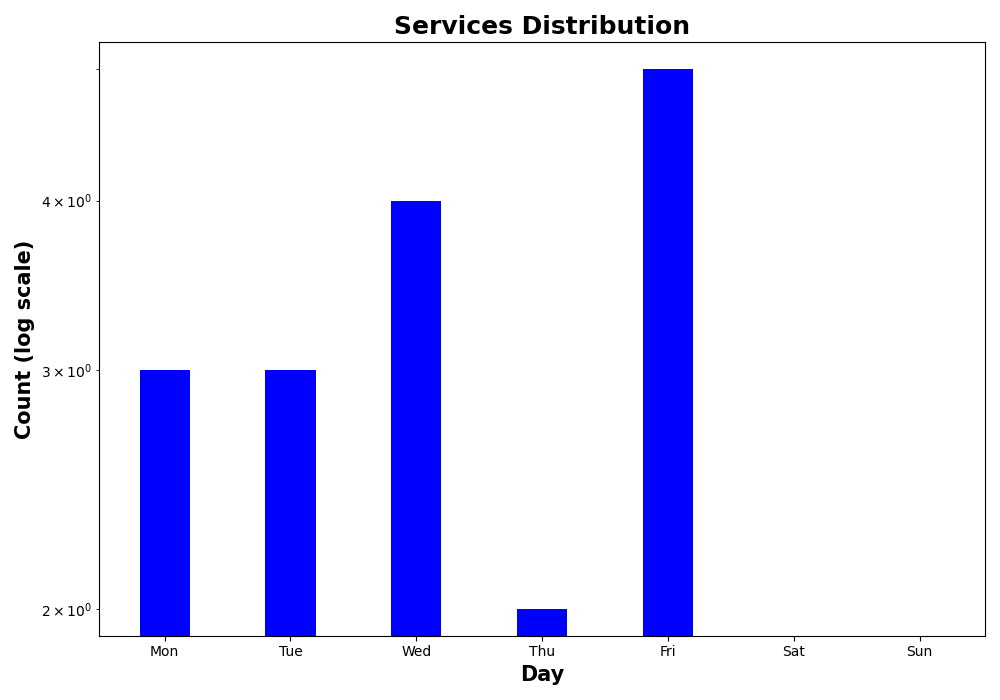 Services Distribution
Count (log scale)
4 × 10⁰
3 × 10⁰
2 × 10⁰
Mon Tue Wed Thu Fri Sat Sun
Day